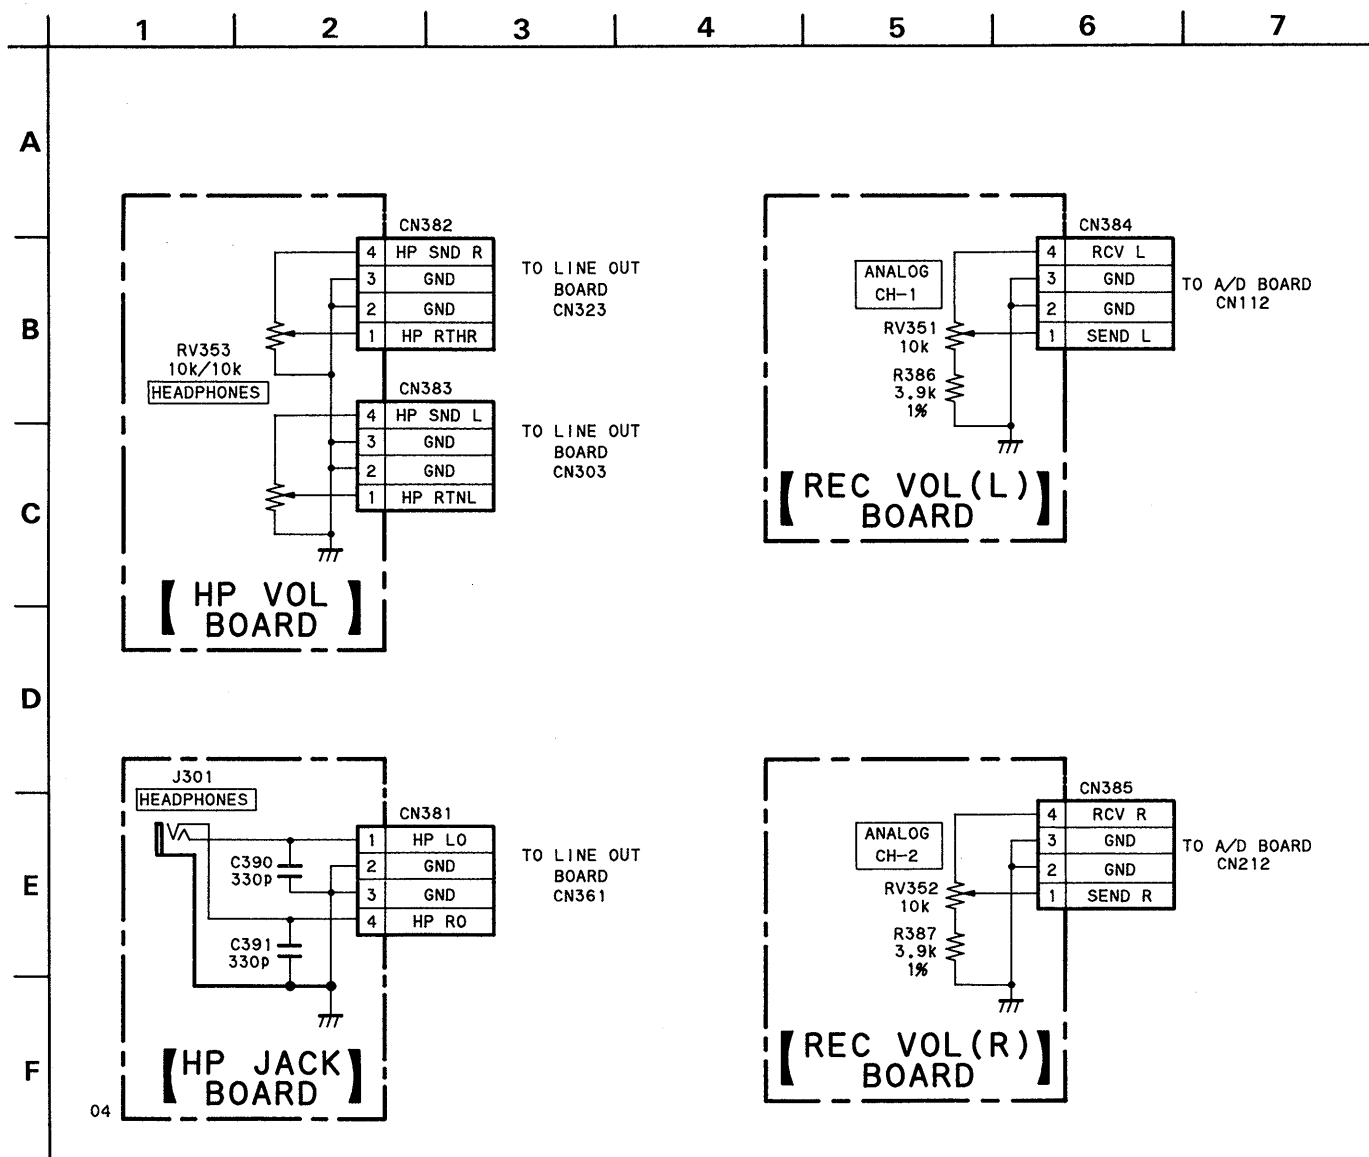 1 2 3 4 5 6 7
A
B
C
D
E
F
CN382
4 HP SND R
3 GND
2 GND
1 HP RTHR
TO LINE OUT
BOARD
CN323
RV353
10k/10k
HEADPHONES
CN383
4 HP SND L
3 GND
2 GND
1 HP RTNL
TO LINE OUT
BOARD
CN303
HP VOL
BOARD
CN384
4 RCV L
3 GND
2 GND
1 SEND L
TO A/D BOARD
CN112
ANALOG
CH-1
RV351
10k
R386
3.9k
1%
REC VOL(L)
BOARD
J301
HEADPHONES
CN381
1 HP LO
2 GND
3 GND
4 HP RO
TO LINE OUT
BOARD
CN361
C390
330p
C391
330p
HP JACK
BOARD
04
CN385
4 RCV R
3 GND
2 GND
1 SEND R
TO A/D BOARD
CN212
ANALOG
CH-2
RV352
10k
R387
3.9k
1%
REC VOL(R)
BOARD